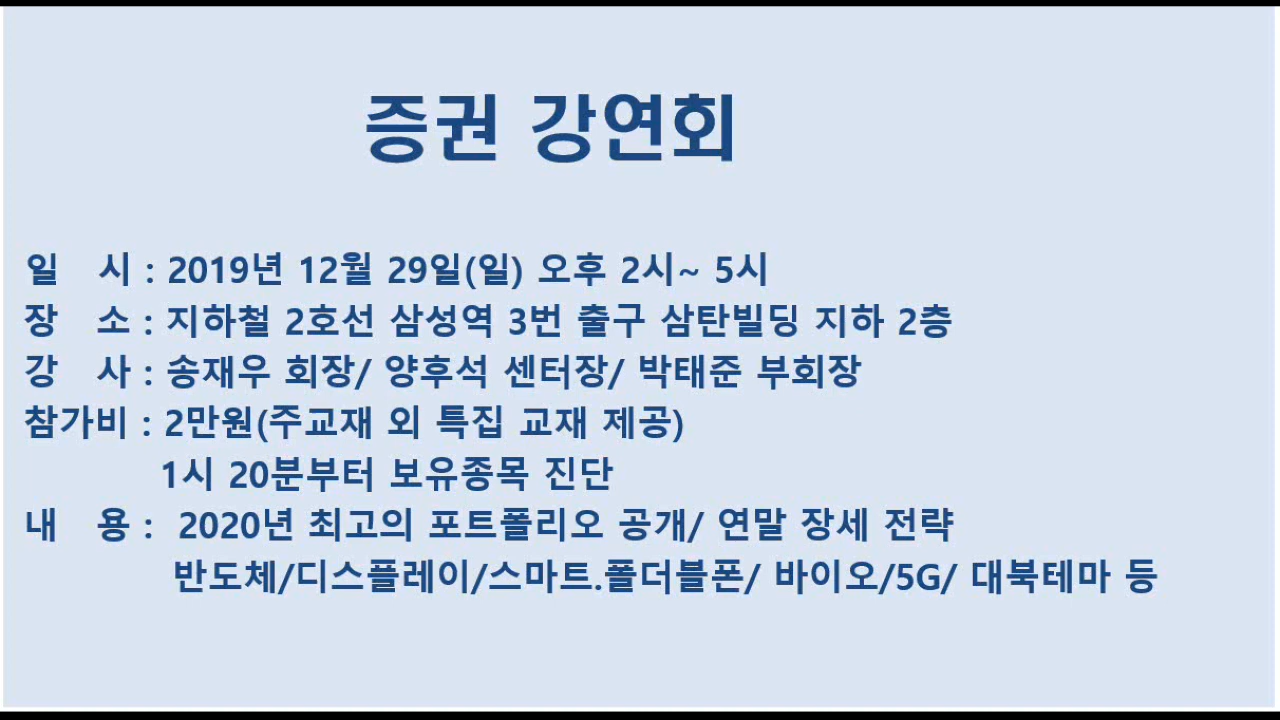 증권 강연회
일 시 : 2019년 12월 29일(일) 오후 2시~ 5시
장 소 : 지하철 2호선 삼성역 3번 출구 삼탄빌딩 지하 2층
강 사 : 송재우 회장/ 양후석 센터장/ 박태준 부회장
참가비 : 2만원(주교재 외 특집 교재 제공)
1시 20분부터 보유종목 진단
내 용 : 2020년 최고의 포트폴리오 공개/ 연말 장세 전략
반도체/디스플레이/스마트.폴더블폰/ 바이오/5G/ 대북테마 등